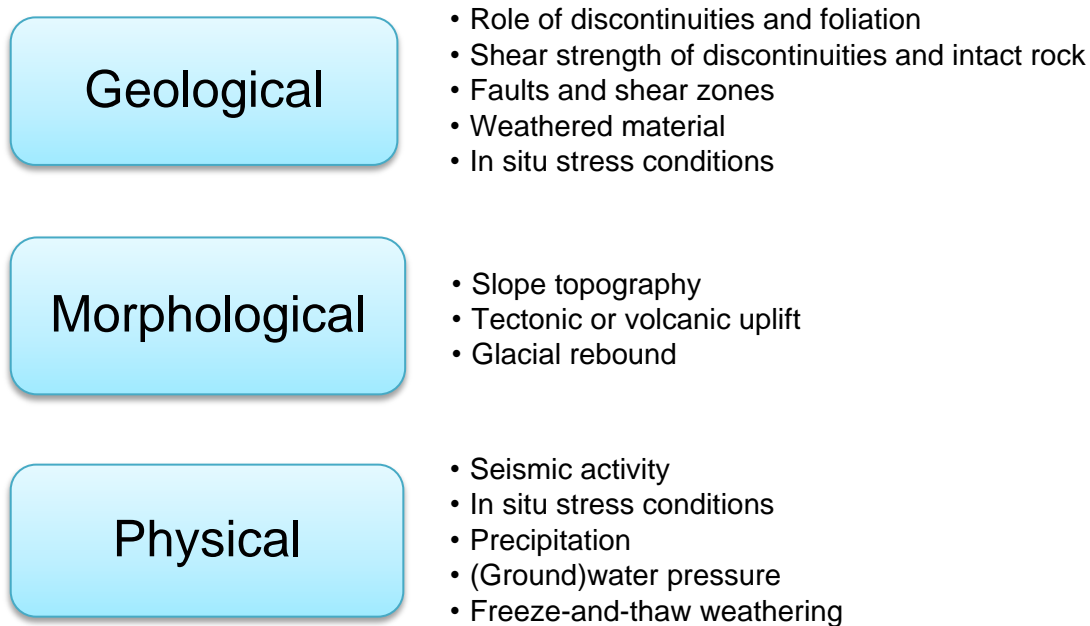 Geological
• Role of discontinuities and foliation
• Shear strength of discontinuities and intact rock
• Faults and shear zones
• Weathered material
• In situ stress conditions
Morphological
• Slope topography
• Tectonic or volcanic uplift
• Glacial rebound
Physical
• Seismic activity
• In situ stress conditions
• Precipitation
• (Ground)water pressure
• Freeze-and-thaw weathering